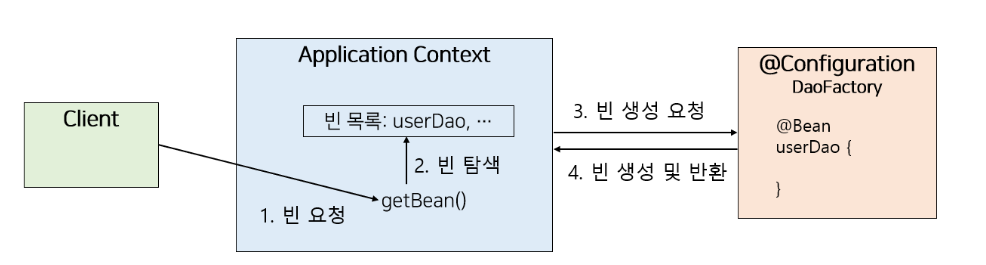 Client
Application Context
빈 목록: userDao, …
2. 빈 탐색
getBean()
1. 빈 요청
3. 빈 생성 요청
4. 빈 생성 및 반환
@Configuration
DaoFactory
@Bean
userDao {
}